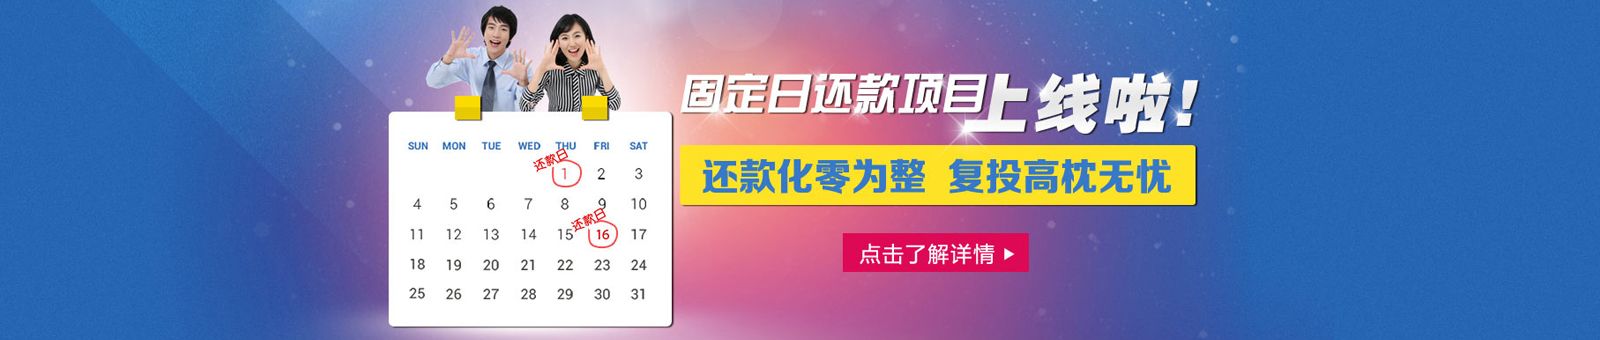 固定日还款项目上线啦!
还款化零为整 复投高枕无忧
点击了解详情
SUN MON TUE WED THU FRI SAT
还款日
1 2 3
4 5 6 7 8 9 10
还款日
11 12 13 14 15 16 17
18 19 20 21 22 23 24
25 26 27 28 29 30 31